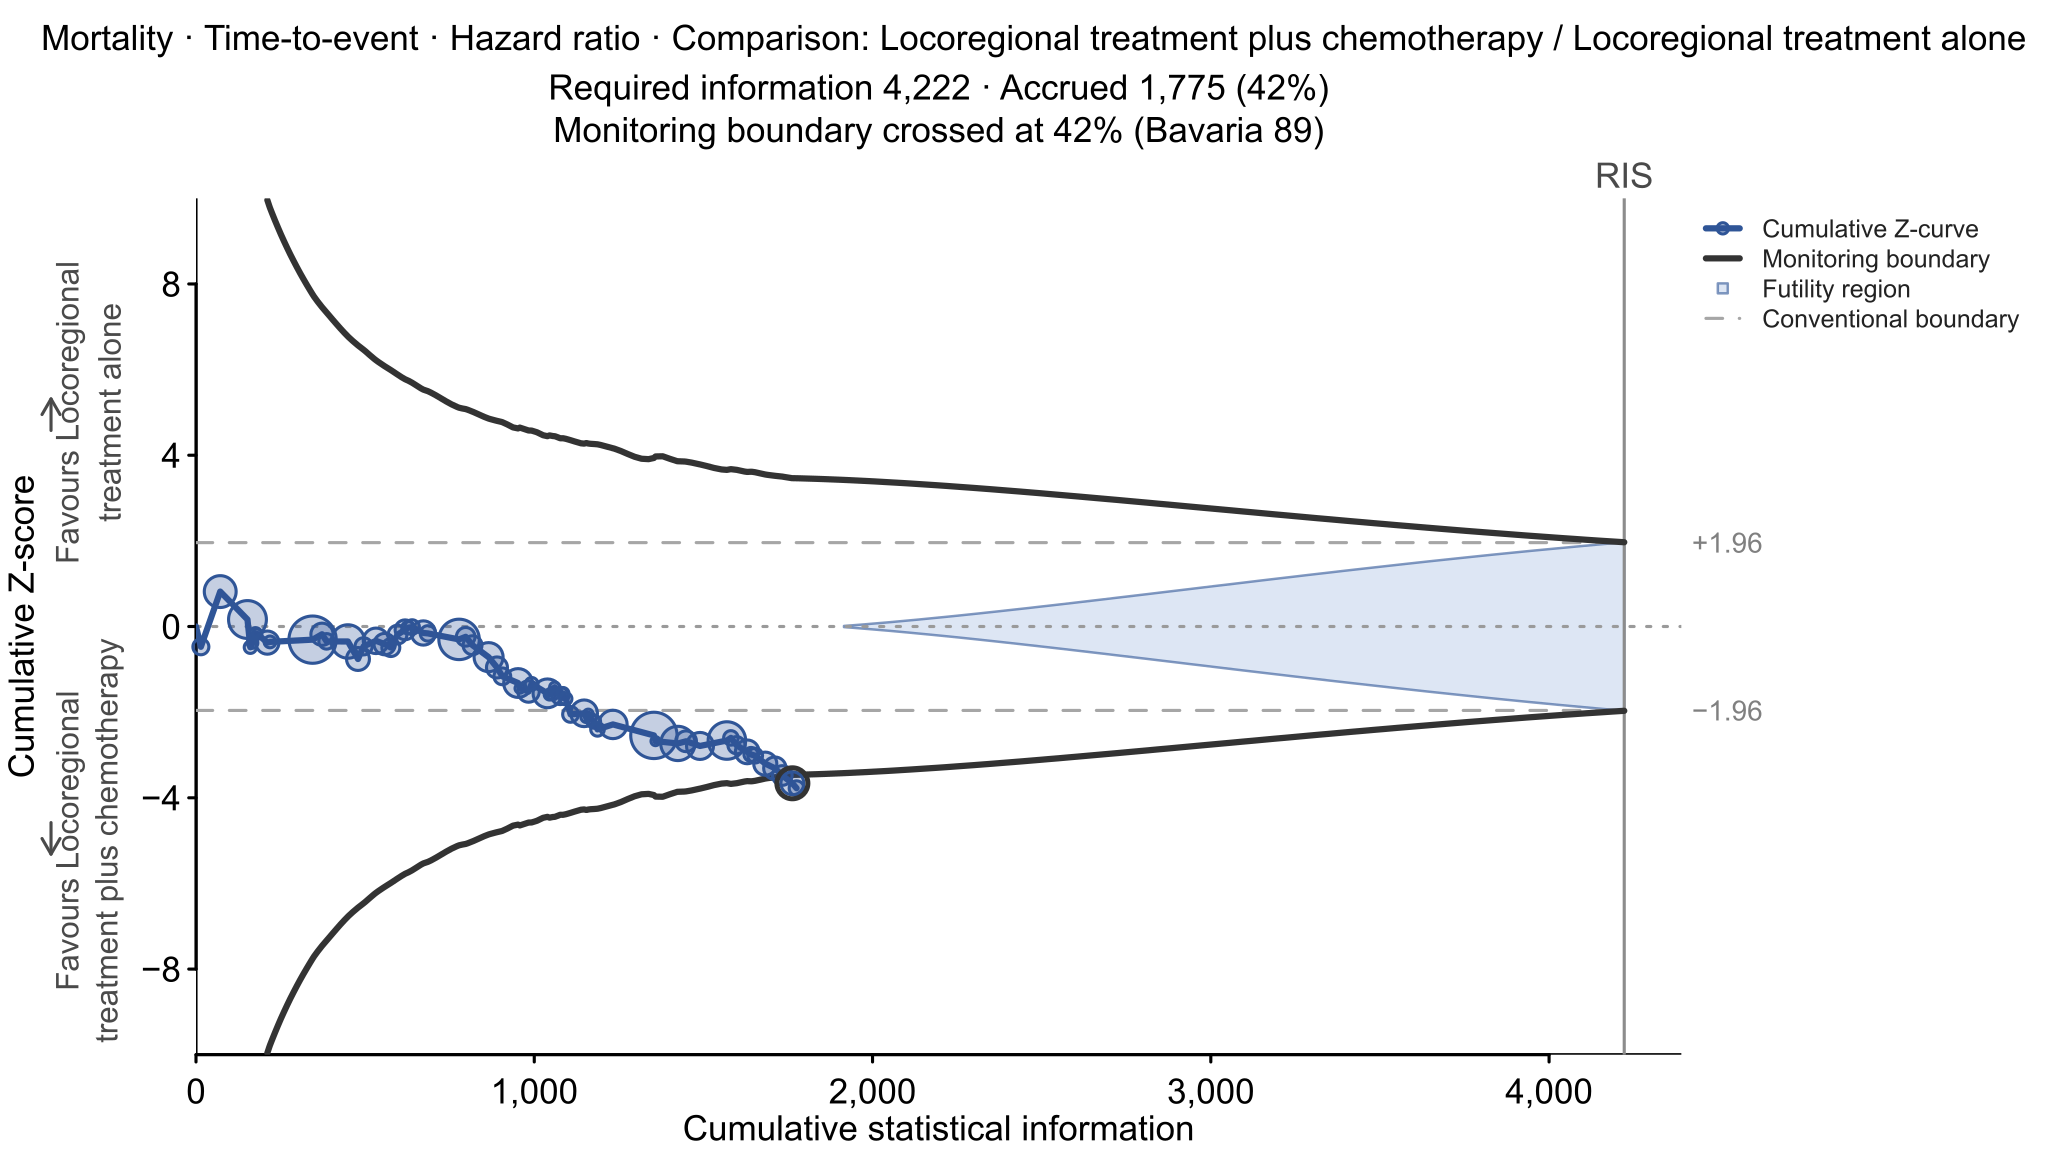 Mortality · Time-to-event · Hazard ratio · Comparison: Locoregional treatment plus chemotherapy / Locoregional treatment alone
Required information 4,222 · Accrued 1,775 (42%)
Monitoring boundary crossed at 42% (Bavaria 89)
RIS
Cumulative Z-curve
Monitoring boundary
Futility region
Conventional boundary
Cumulative Z-score
Favours Locoregional
treatment alone
Favours Locoregional
treatment plus chemotherapy
8
4
0
−4
−8
+1.96
−1.96
0
1,000
2,000
3,000
4,000
Cumulative statistical information